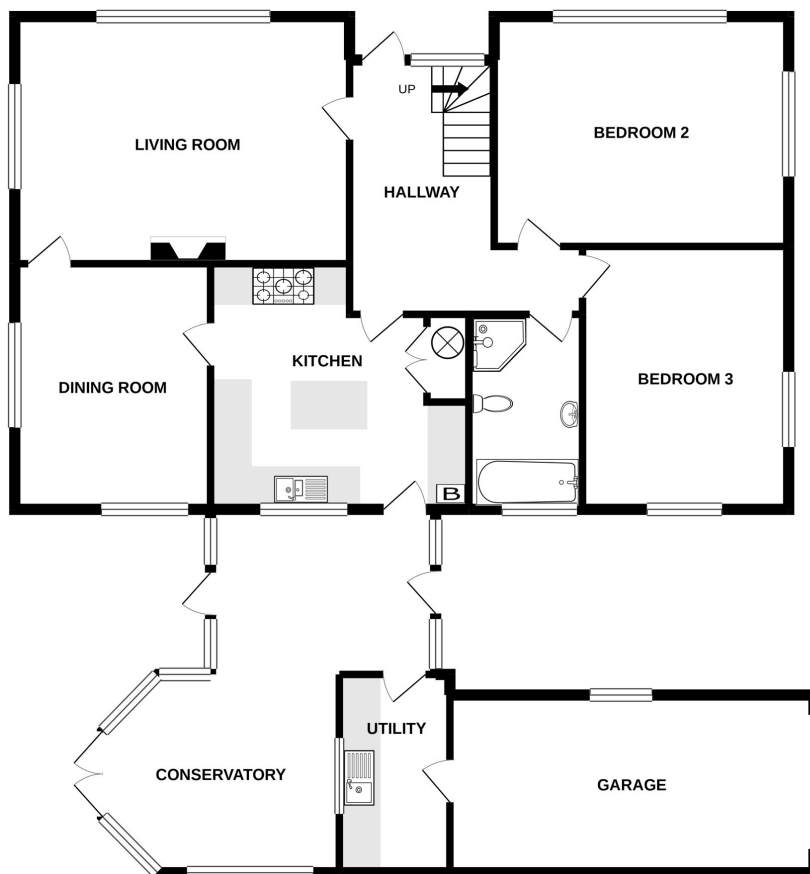 UP
BEDROOM 2
LIVING ROOM
HALLWAY
KITCHEN
BEDROOM 3
DINING ROOM
B
UTILITY
CONSERVATORY
GARAGE